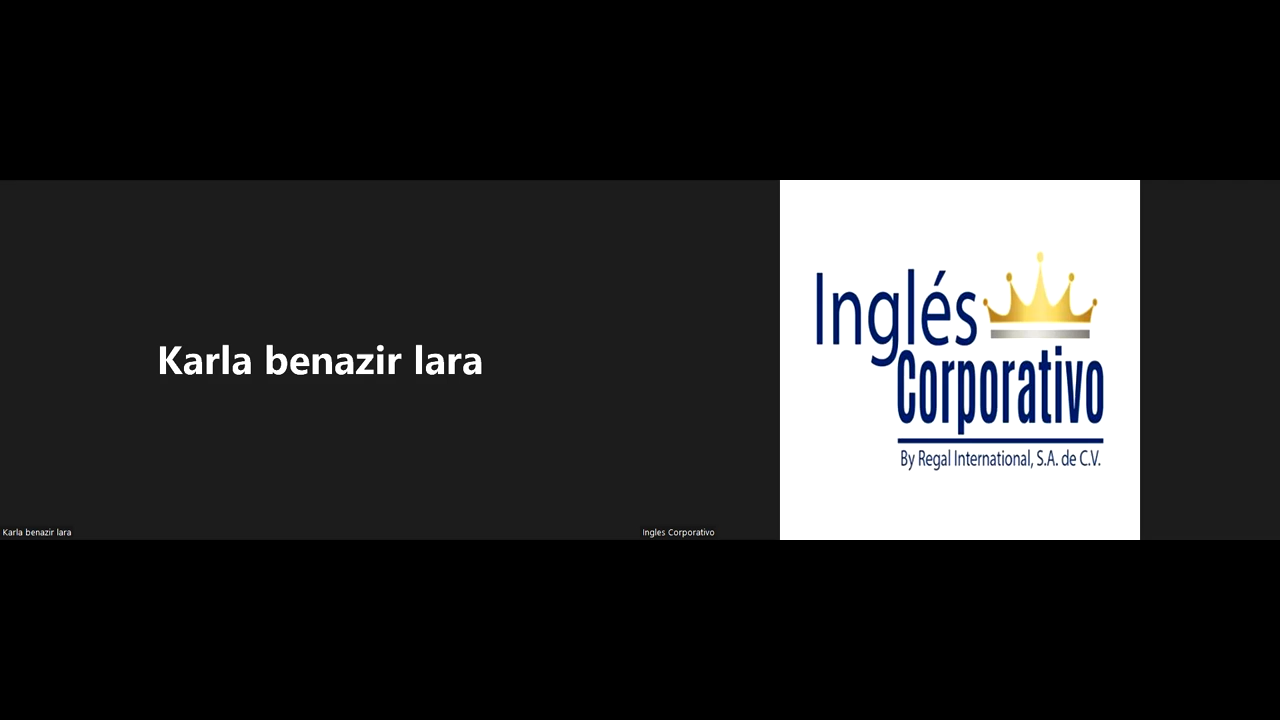 Karla benazir lara
Karla benazir lara
Inglés
Corporativo
By Regal International, S.A. de C.V.
Ingles Corporativo